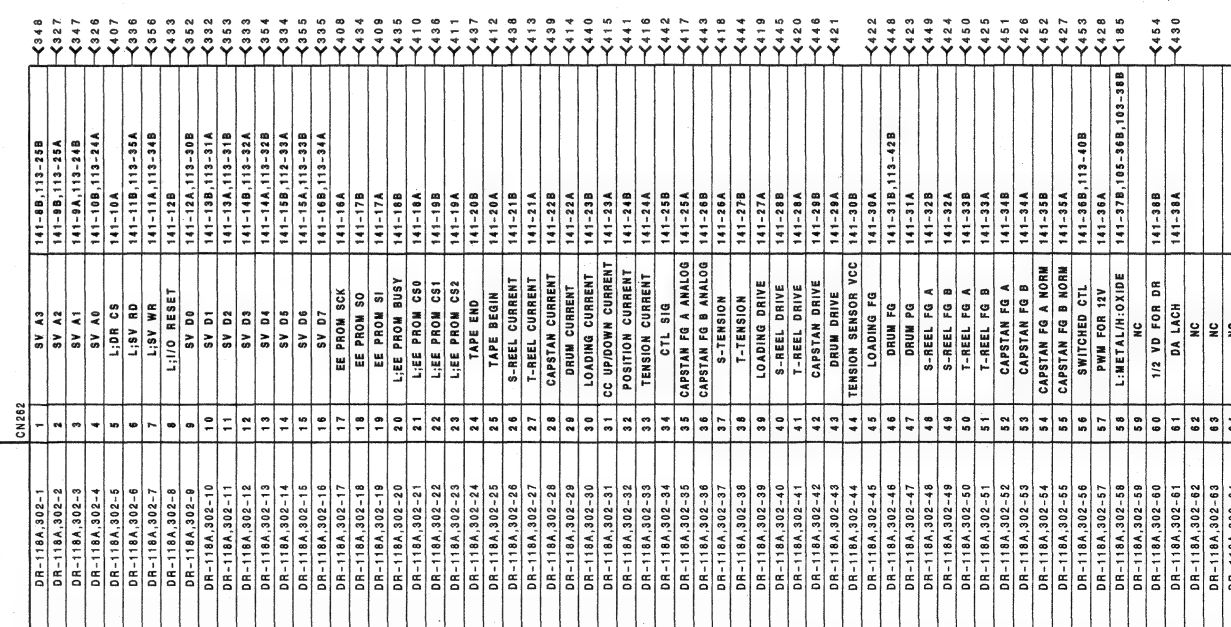 CN262
DR-118A,302-1 1 SV A3 141-8B,113-25B 348
DR-118A,302-2 2 SV A2 141-9B,113-25A 327
DR-118A,302-3 3 SV A1 141-9A,113-24B 347
DR-118A,302-4 4 SV A0 141-10B,113-24A 326
DR-118A,302-5 5 L;DR CS 141-10A 407
DR-118A,302-6 6 L;SV RD 141-11B,113-35A 336
DR-118A,302-7 7 L;SV WR 141-11A,113-34B 356
DR-118A,302-8 8 L;I/O RESET 141-12B 433
DR-118A,302-9 9 SV D0 141-12A,113-30B 352
DR-118A,302-10 10 SV D1 141-13B,113-31A 332
DR-118A,302-11 11 SV D2 141-13A,113-31B 353
DR-118A,302-12 12 SV D3 141-14B,113-32A 333
DR-118A,302-13 13 SV D4 141-14A,113-32B 354
DR-118A,302-14 14 SV D5 141-15B,112-33A 334
DR-118A,302-15 15 SV D6 141-15A,113-33B 355
DR-118A,302-16 16 SV D7 141-16B,113-34A 335
DR-118A,302-17 17 EE PROM SCK 141-16A 408
DR-118A,302-18 18 EE PROM SO 141-17B 434
DR-118A,302-19 19 EE PROM SI 141-17A 409
DR-118A,302-20 20 L;EE PROM BUSY 141-18B 435
DR-118A,302-21 21 L;EE PROM CS0 141-18A 410
DR-118A,302-22 22 L;EE PROM CS1 141-19B 436
DR-118A,302-23 23 L;EE PROM CS2 141-19A 411
DR-118A,302-24 24 TAPE END 141-20B 437
DR-118A,302-25 25 TAPE BEGIN 141-20A 412
DR-118A,302-26 26 S-REEL CURRENT 141-21B 438
DR-118A,302-27 27 T-REEL CURRENT 141-21A 413
DR-118A,302-28 28 CAPSTAN CURRENT 141-22B 439
DR-118A,302-29 29 DRUM CURRENT 141-22A 414
DR-118A,302-30 30 LOADING CURRENT 141-23B 440
DR-118A,302-31 31 CC UP/DOWN CURRENT 141-23A 415
DR-118A,302-32 32 POSITION CURRENT 141-24B 441
DR-118A,302-33 33 TENSION CURRENT 141-24A 416
DR-118A,302-34 34 CTL SIG 141-25B 442
DR-118A,302-35 35 CAPSTAN FG A ANALOG 141-25A 417
DR-118A,302-36 36 CAPSTAN FG B ANALOG 141-26B 443
DR-118A,302-37 37 S-TENSION 141-26A 418
DR-118A,302-38 38 T-TENSION 141-27B 444
DR-118A,302-39 39 LOADING DRIVE 141-27A 419
DR-118A,302-40 40 S-REEL DRIVE 141-28B 445
DR-118A,302-41 41 T-REEL DRIVE 141-28A 420
DR-118A,302-42 42 CAPSTAN DRIVE 141-29B 446
DR-118A,302-43 43 DRUM DRIVE 141-29A 421
DR-118A,302-44 44 TENSION SENSOR VCC 141-30B
DR-118A,302-45 45 LOADING FG 141-30A 422
DR-118A,302-46 46 DRUM FG 141-31B,113-42B 448
DR-118A,302-47 47 DRUM PG 141-31A 423
DR-118A,302-48 48 S-REEL FG A 141-32B 449
DR-118A,302-49 49 S-REEL FG B 141-32A 424
DR-118A,302-50 50 T-REEL FG A 141-33B 450
DR-118A,302-51 51 T-REEL FG B 141-33A 425
DR-118A,302-52 52 CAPSTAN FG A 141-34B 451
DR-118A,302-53 53 CAPSTAN FG B 141-34A 426
DR-118A,302-54 54 CAPSTAN FG A NORM 141-35B 452
DR-118A,302-55 55 CAPSTAN FG B NORM 141-35A 427
DR-118A,302-56 56 SWITCHED CTL 141-36B,113-40B 453
DR-118A,302-57 57 PWM FOR 12V 141-36A 428
DR-118A,302-58 58 L:METAL/H:OXIDE 141-37B,105-36B,103-38B 185
DR-118A,302-59 59 NC
DR-118A,302-60 60 1/2 VD FOR DR 141-38B 454
DR-118A,302-61 61 DA LACH 141-38A 430
DR-118A,302-62 62 NC
DR-118A,302-63 63 NC